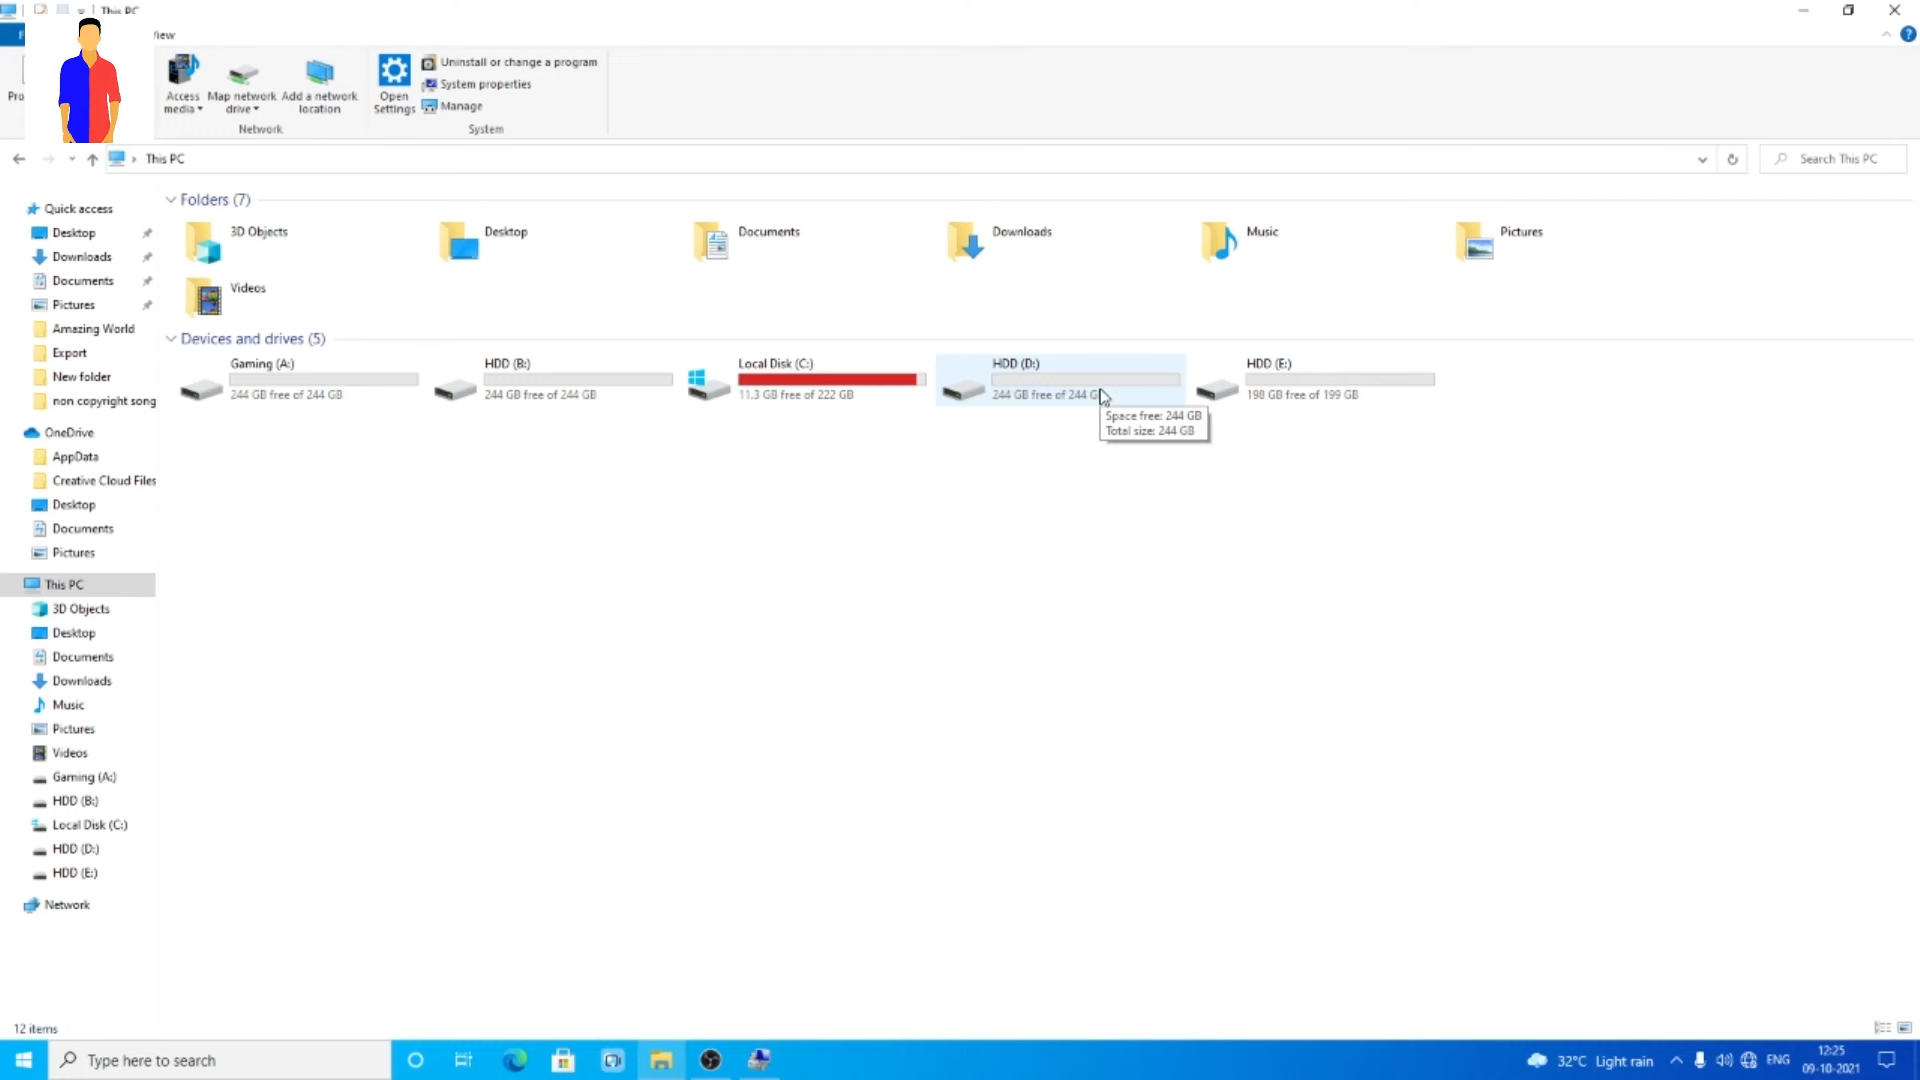 This PC
View
Access media
Map network drive
Add a network location
Network
Open Settings
Uninstall or change a program
System properties
Manage
System
This PC
Search This PC
Quick access
Desktop
Downloads
Documents
Pictures
Amazing World
Export
New folder
non copyright song
OneDrive
AppData
Creative Cloud Files
Desktop
Documents
Pictures
This PC
3D Objects
Desktop
Documents
Downloads
Music
Pictures
Videos
Gaming (A:)
HDD (B:)
Local Disk (C:)
HDD (D:)
HDD (E:)
Network
Folders (7)
3D Objects
Desktop
Documents
Downloads
Music
Pictures
Videos
Devices and drives (5)
Gaming (A:)
244 GB free of 244 GB
HDD (B:)
244 GB free of 244 GB
Local Disk (C:)
11.3 GB free of 222 GB
HDD (D:)
244 GB free of 244 G
HDD (E:)
198 GB free of 199 GB
Space free: 244 GB
Total size: 244 GB
12 items
Type here to search
32°C Light rain
ENG
12:25
09-10-2021